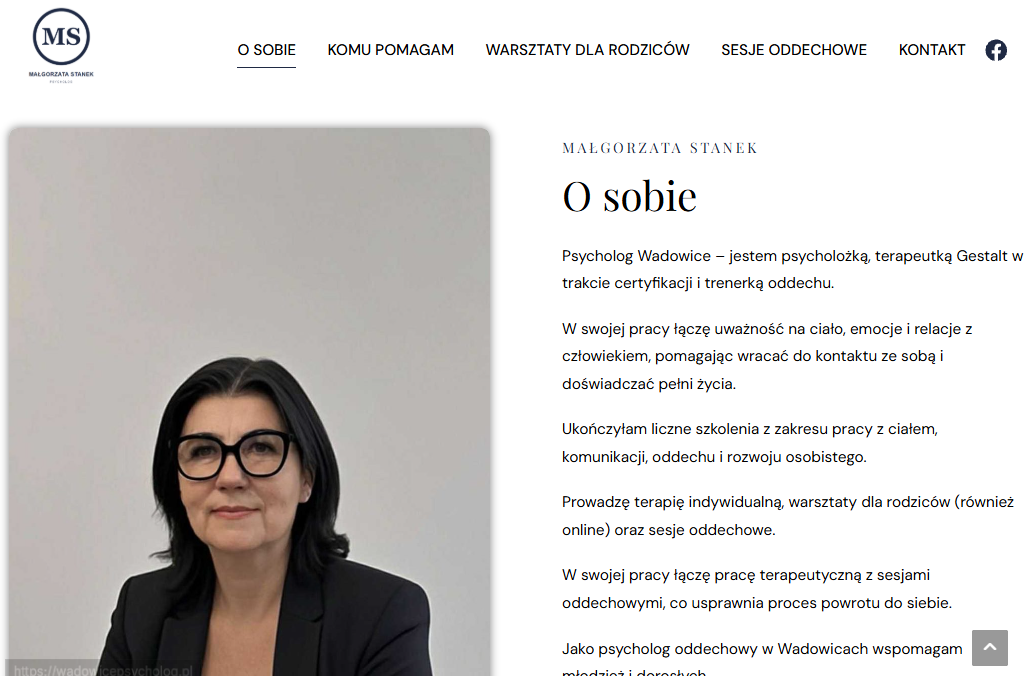 MS
MAŁGORZATA STANEK
PSYCHOLOG
O SOBIE
KOMU POMAGAM
WARSZTATY DLA RODZICÓW
SESJE ODDECHOWE
KONTAKT
MAŁGORZATA STANEK
O sobie
Psycholog Wadowice – jestem psycholożką, terapeutką Gestalt w
trakcie certyfikacji i trenerką oddechu.
W swojej pracy łączę uważność na ciało, emocje i relacje z
człowiekiem, pomagając wracać do kontaktu ze sobą i
doświadczać pełni życia.
Ukończyłam liczne szkolenia z zakresu pracy z ciałem,
komunikacji, oddechu i rozwoju osobistego.
Prowadzę terapię indywidualną, warsztaty dla rodziców (również
online) oraz sesje oddechowe.
W swojej pracy łączę pracę terapeutyczną z sesjami
oddechowymi, co usprawnia proces powrotu do siebie.
Jako psycholog oddechowy w Wadowicach wspomagam
młodzież i dorosłych
https://wadowicepsycholog.pl